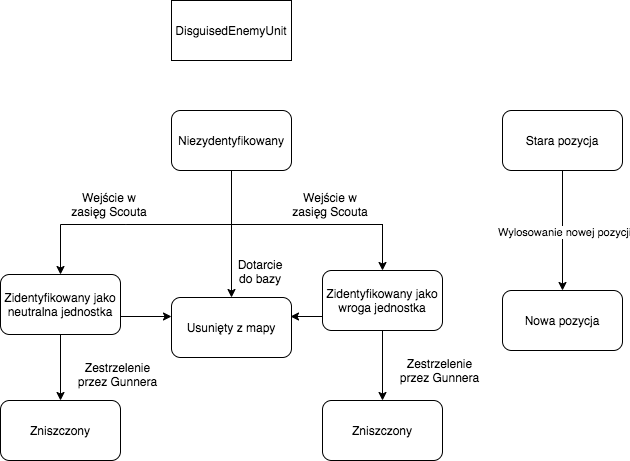 DisguisedEnemyUnit
Niezydentyfikowany
Stara pozycja
Wejście w
zasięg Scouta
Wejście w
zasięg Scouta
Wylosowanie nowej pozycji
Dotarcie
do bazy
Zidentyfikowany jako
neutralna jednostka
Usunięty z mapy
Zidentyfikowany jako
wroga jednostka
Nowa pozycja
Zestrzelenie
przez Gunnera
Zestrzelenie
przez Gunnera
Zniszczony
Zniszczony